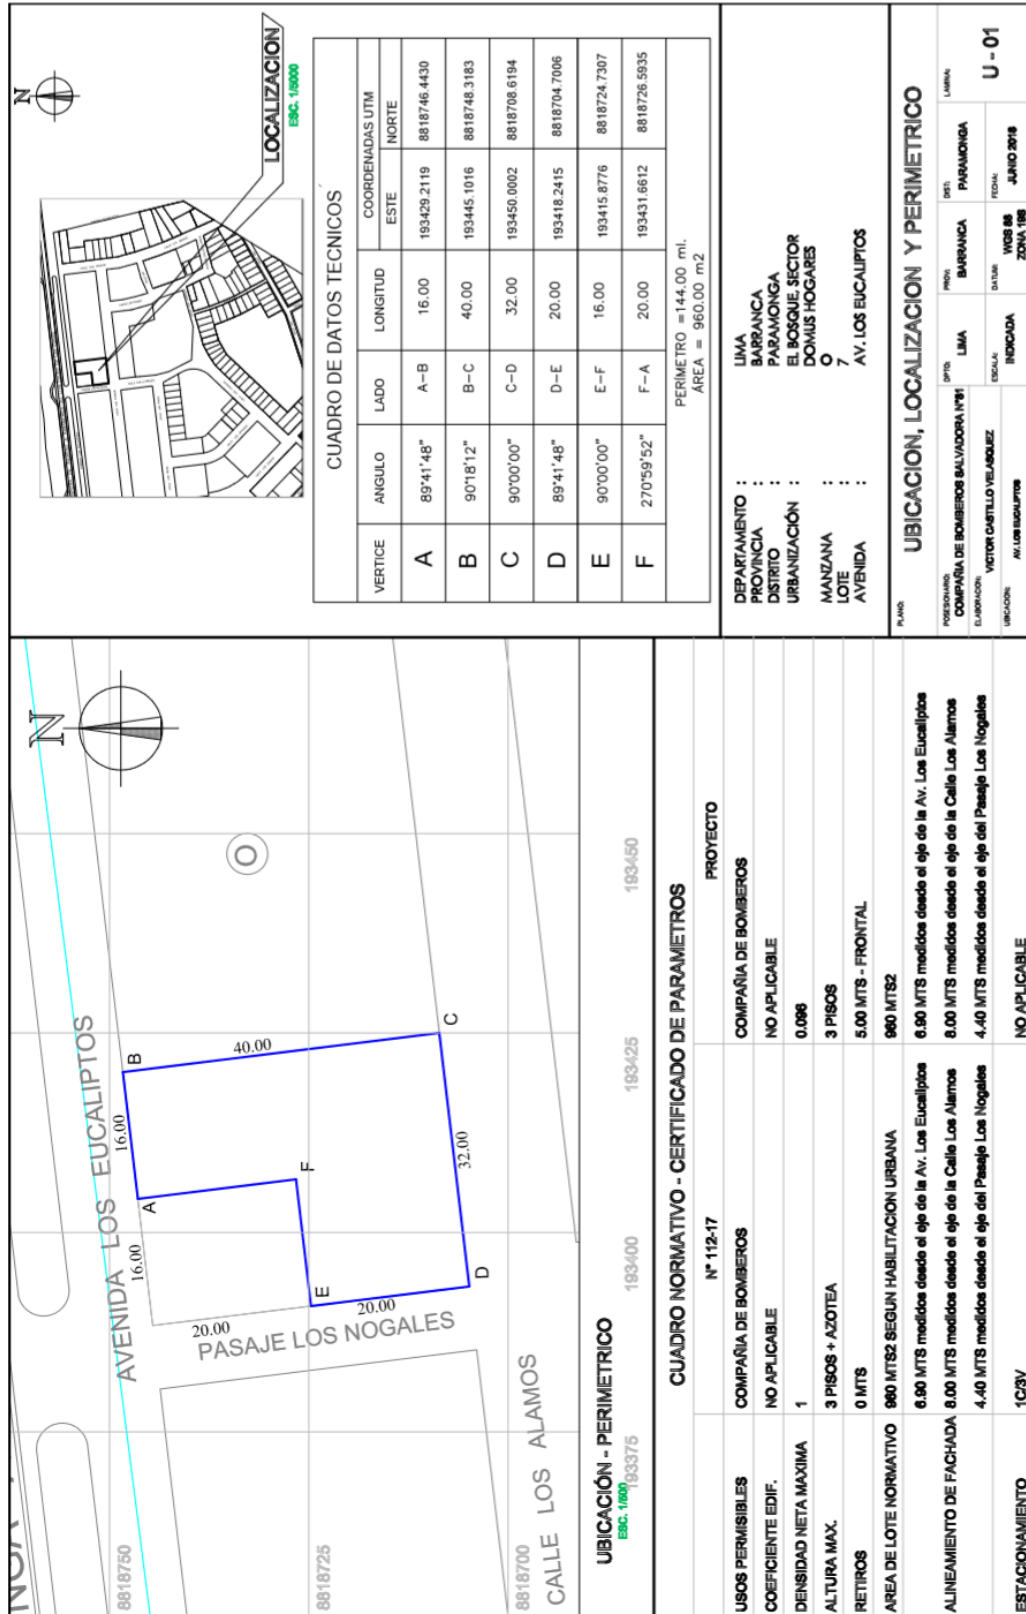 NGA
AVENIDA LOS EUCALIPTOS
N
O
8818750
8818725
8818700
193375
193400
193425
193450
16.00
16.00
20.00
20.00
32.00
40.00
A
B
C
D
E
F
PASAJE LOS NOGALES
CALLE LOS ALAMOS
UBICACIÓN - PERIMETRICO
ESC. 1/500
N
LOCALIZACION
ESC. 1/5000
CUADRO DE DATOS TECNICOS
VERTICE ANGULO LADO LONGITUD COORDENADAS UTM
ESTE NORTE
A 89°41'48" A-B 16.00 193429.2119 8818746.4430
B 90°18'12" B-C 40.00 193445.1016 8818748.3183
C 90°00'00" C-D 32.00 193450.0002 8818708.6194
D 89°41'48" D-E 20.00 193418.2415 8818704.7006
E 90°00'00" E-F 16.00 193415.8776 8818724.7307
F 270°59'52" F-A 20.00 193431.6612 8818726.5935
PERÍMETRO =144.00 ml.
ÁREA = 960.00 m2
DEPARTAMENTO : LIMA
PROVINCIA : BARRANCA
DISTRITO : PARAMONGA
URBANIZACIÓN : EL BOSQUE, SECTOR
DOMUS HOGARES
MANZANA : O
LOTE : 7
AVENIDA : AV. LOS EUCALIPTOS
CUADRO NORMATIVO - CERTIFICADO DE PARAMETROS
N° 112-17 PROYECTO
USOS PERMISIBLES COMPAÑIA DE BOMBEROS COMPAÑIA DE BOMBEROS
COEFICIENTE EDIF. NO APLICABLE NO APLICABLE
DENSIDAD NETA MAXIMA 1 0.096
ALTURA MAX. 3 PISOS + AZOTEA 3 PISOS
RETIROS 0 MTS 5.00 MTS - FRONTAL
AREA DE LOTE NORMATIVO 960 MTS2 SEGUN HABILITACION URBANA 960 MTS2
6.90 MTS medidos desde el eje de la Av. Los Eucaliptos 6.90 MTS medidos desde el eje de la Av. Los Eucaliptos
ALINEAMIENTO DE FACHADA 8.00 MTS medidos desde el eje de la Calle Los Alamos 8.00 MTS medidos desde el eje de la Calle Los Alamos
4.40 MTS medidos desde el eje del Pasaje Los Nogales 4.40 MTS medidos desde el eje del Pasaje Los Nogales
ESTACIONAMIENTO 1C/3V NO APLICABLE
PLANO:
UBICACION, LOCALIZACION Y PERIMETRICO
POSESIONARIO:
COMPAÑIA DE BOMBEROS SALVADORA N°81
ELABORACION:
VICTOR CASTILLO VELASQUEZ
UBICACION:
AV. LOS EUCALIPTOS
DPTO: LIMA
PROV: BARRANCA
DIST: PARAMONGA
ESCALA: INDICADA
DATUM: WGS 88
ZONA 18S
FECHA: JUNIO 2018
LAMINA:
U - 01